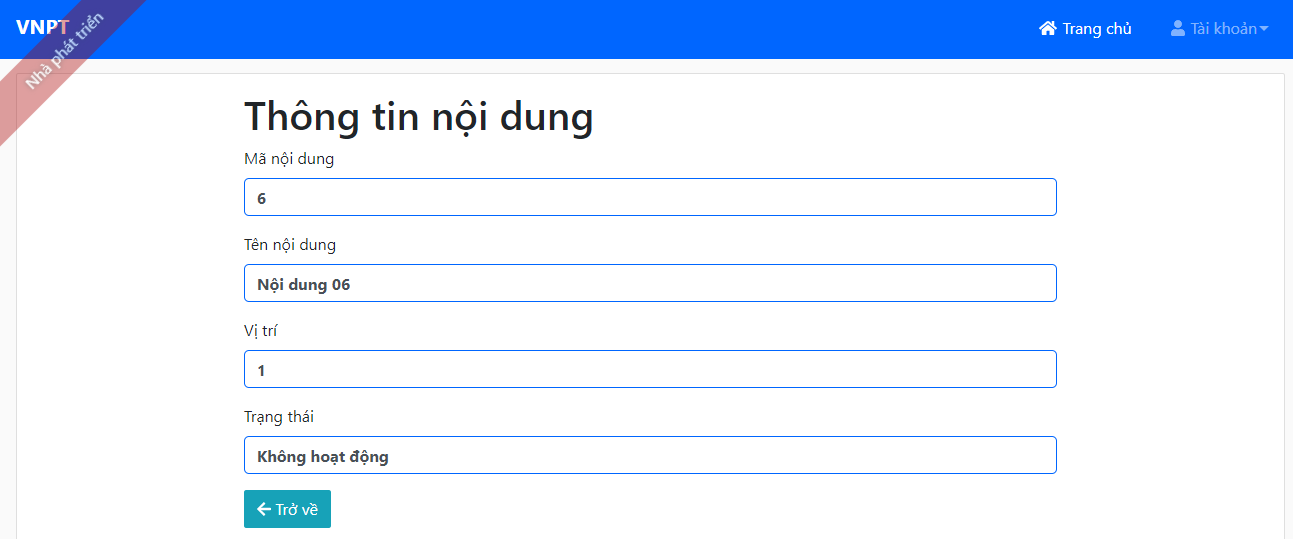 VNPT
Nhà phát triển
Trang chủ
Tài khoản
Thông tin nội dung
Mã nội dung
6
Tên nội dung
Nội dung 06
Vị trí
1
Trạng thái
Không hoạt động
Trở về